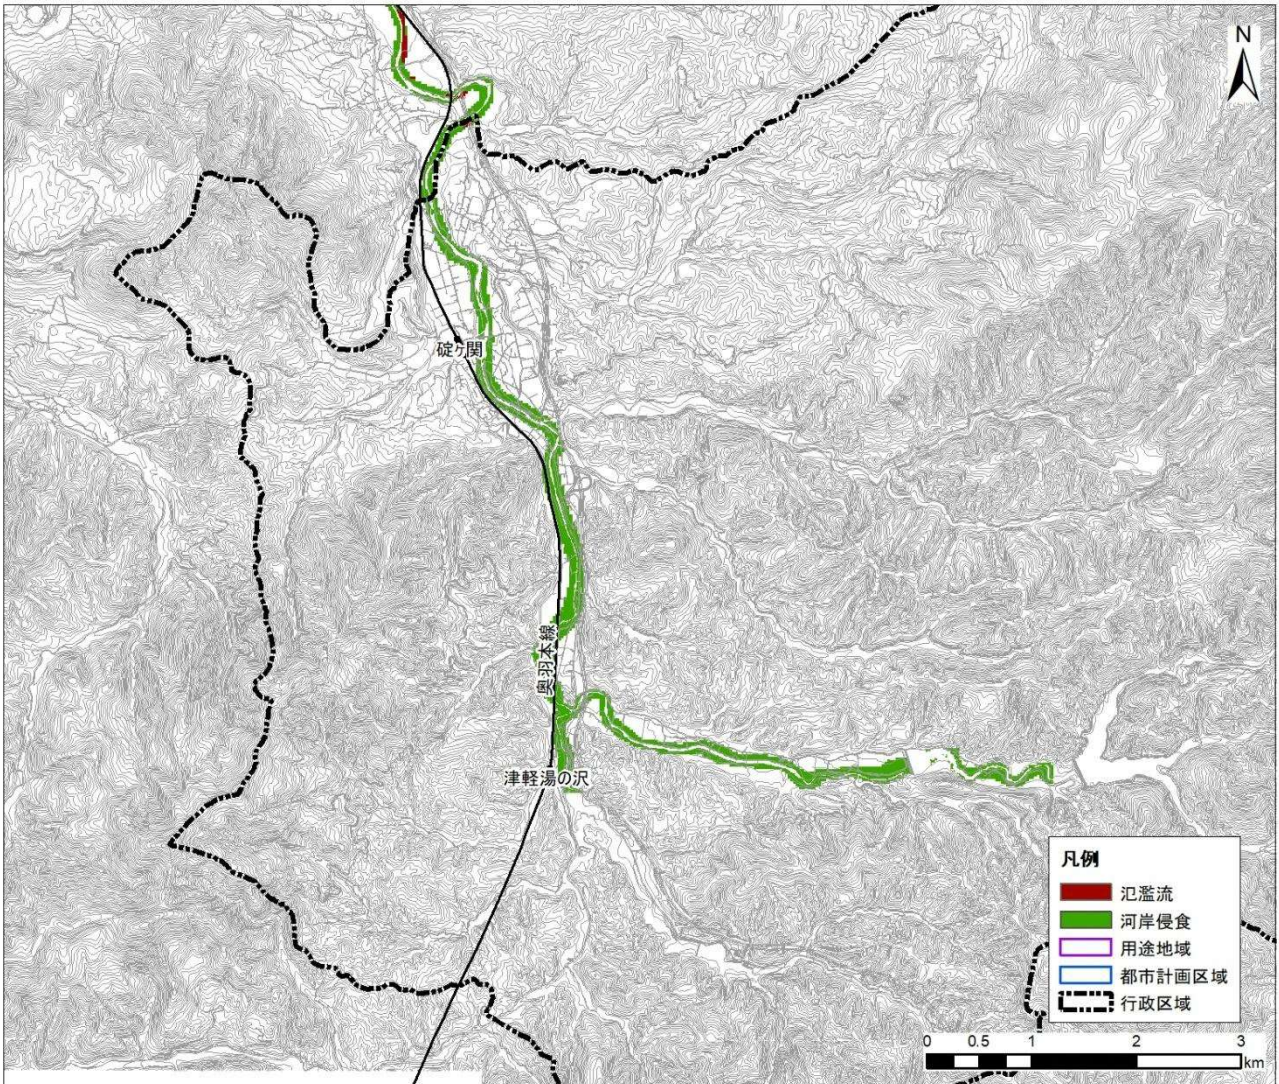 N
碇ヶ関
奥羽本線
津軽湯の沢
凡例
氾濫流
河岸侵食
用途地域
都市計画区域
行政区域
0 0.5 1 2 3
km